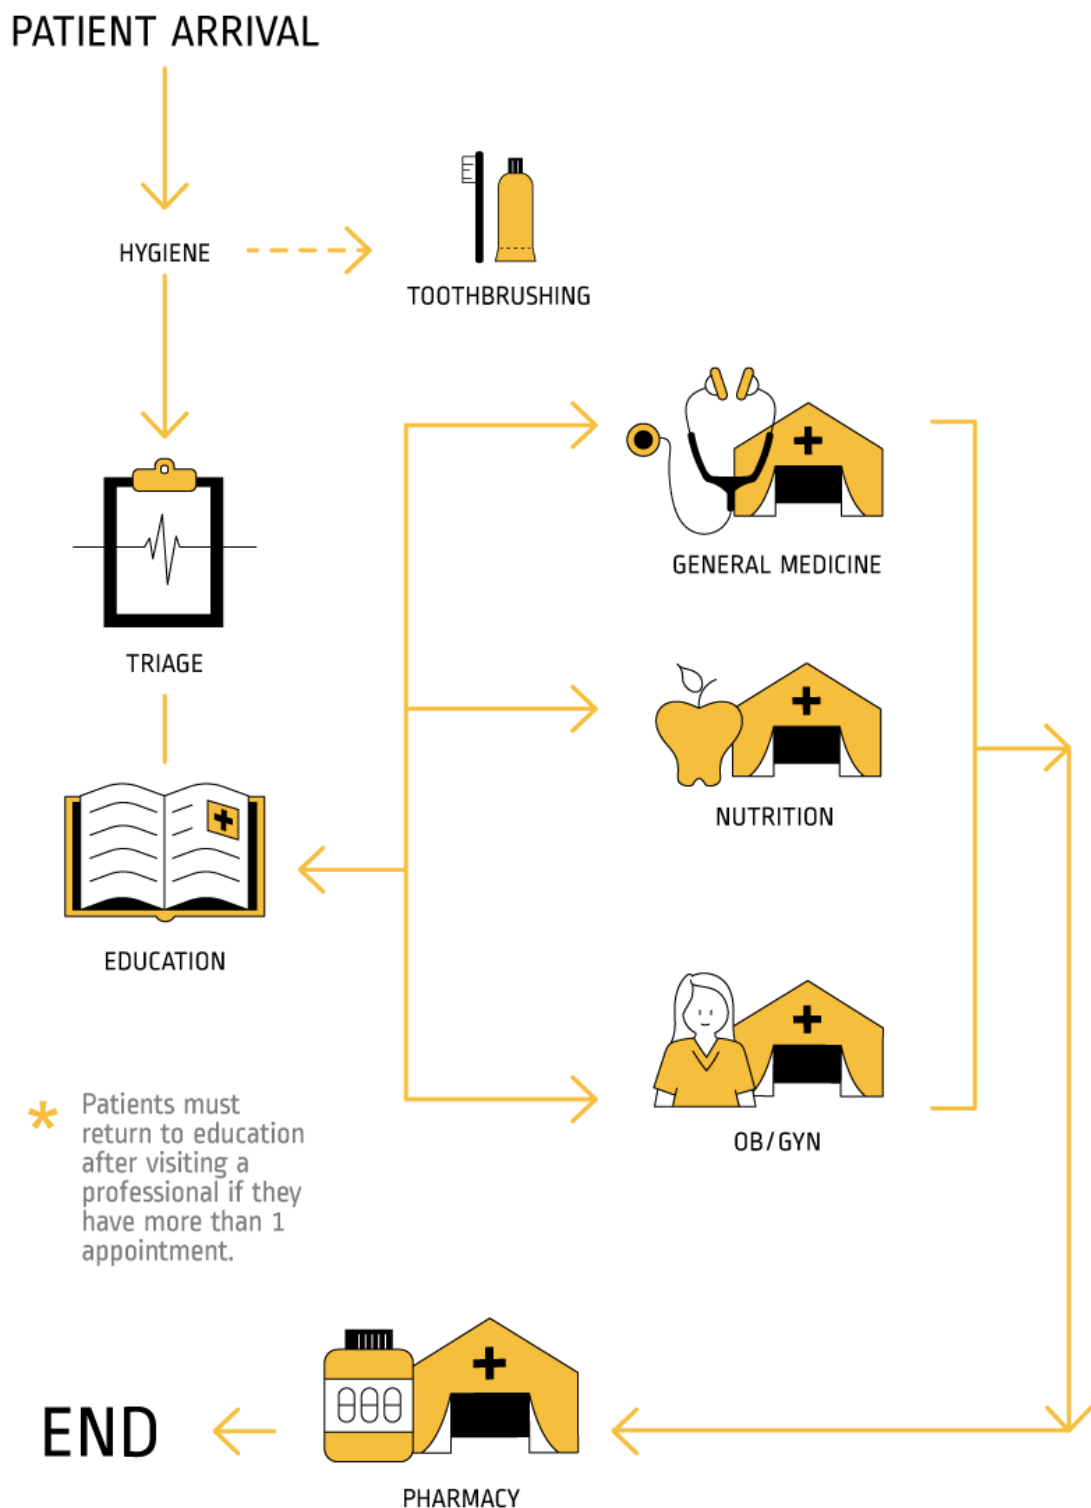 PATIENT ARRIVAL
HYGIENE
TOOTHBRUSHING
GENERAL MEDICINE
TRIAGE
NUTRITION
EDUCATION
OB/GYN
* Patients must
return to education
after visiting a
professional if they
have more than 1
appointment.
END
PHARMACY